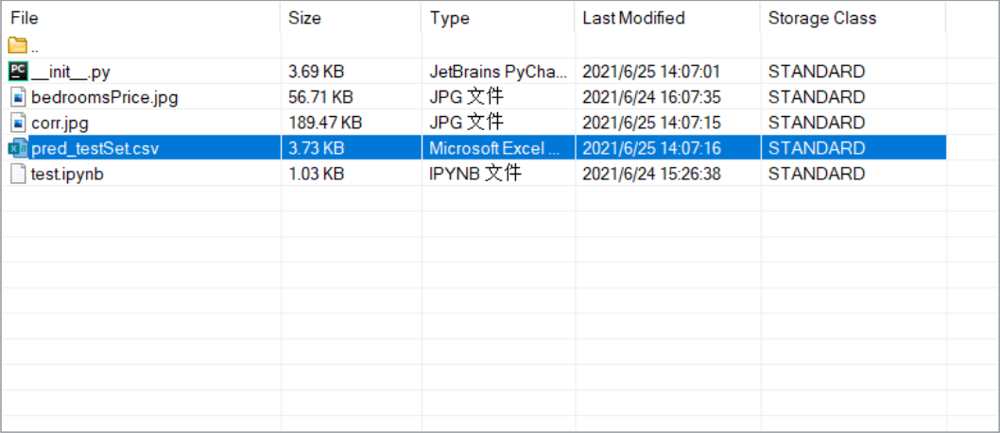 File Size Type Last Modified Storage Class
..
PC __init__.py 3.69 KB JetBrains PyCha... 2021/6/25 14:07:01 STANDARD
bedroomsPrice.jpg 56.71 KB JPG 文件 2021/6/24 16:07:35 STANDARD
corr.jpg 189.47 KB JPG 文件 2021/6/25 14:07:15 STANDARD
pred_testSet.csv 3.73 KB Microsoft Excel ... 2021/6/25 14:07:16 STANDARD
test.ipynb 1.03 KB IPYNB 文件 2021/6/24 15:26:38 STANDARD